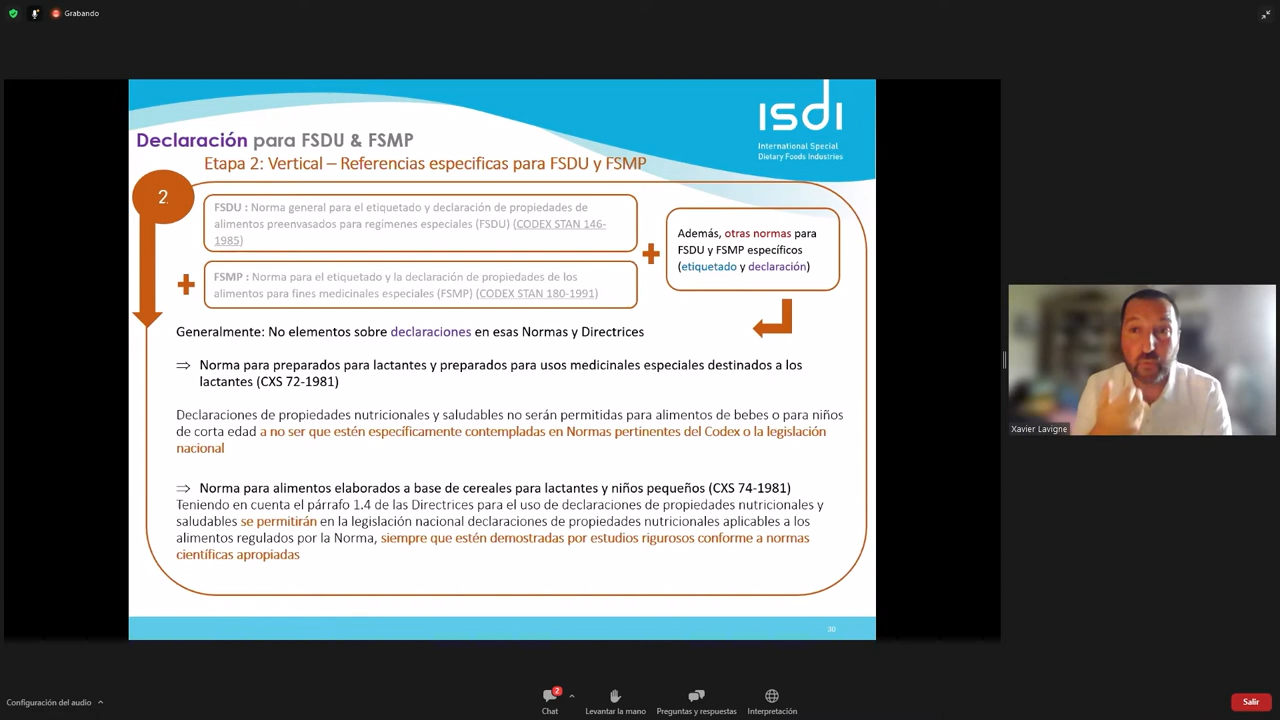 Grabando
isdi
International Special
Dietary Foods Industries
Declaración para FSDU & FSMP
Etapa 2: Vertical – Referencias especificas para FSDU y FSMP
2.
FSDU : Norma general para el etiquetado y declaración de propiedades de
alimentos preenvasados para regímenes especiales (FSDU) (CODEX STAN 146-
1985)
+
FSMP : Norma para el etiquetado y la declaración de propiedades de los
alimentos para fines medicinales especiales (FSMP) (CODEX STAN 180-1991)
+
Además, otras normas para
FSDU y FSMP específicos
(etiquetado y declaración)
Generalmente: No elementos sobre declaraciones en esas Normas y Directrices
⇒ Norma para preparados para lactantes y preparados para usos medicinales especiales destinados a los
lactantes (CXS 72-1981)
Declaraciones de propiedades nutricionales y saludables no serán permitidas para alimentos de bebes o para niños
de corta edad a no ser que estén específicamente contempladas en Normas pertinentes del Codex o la legislación
nacional
⇒ Norma para alimentos elaborados a base de cereales para lactantes y niños pequeños (CXS 74-1981)
Teniendo en cuenta el párrafo 1.4 de las Directrices para el uso de declaraciones de propiedades nutricionales y
saludables se permitirán en la legislación nacional declaraciones de propiedades nutricionales aplicables a los
alimentos regulados por la Norma, siempre que estén demostradas por estudios rigurosos conforme a normas
científicas apropiadas
30
Xavier Lavigne
Configuración del audio
2
Chat
Levantar la mano
Preguntas y respuestas
Interpretación
Salir